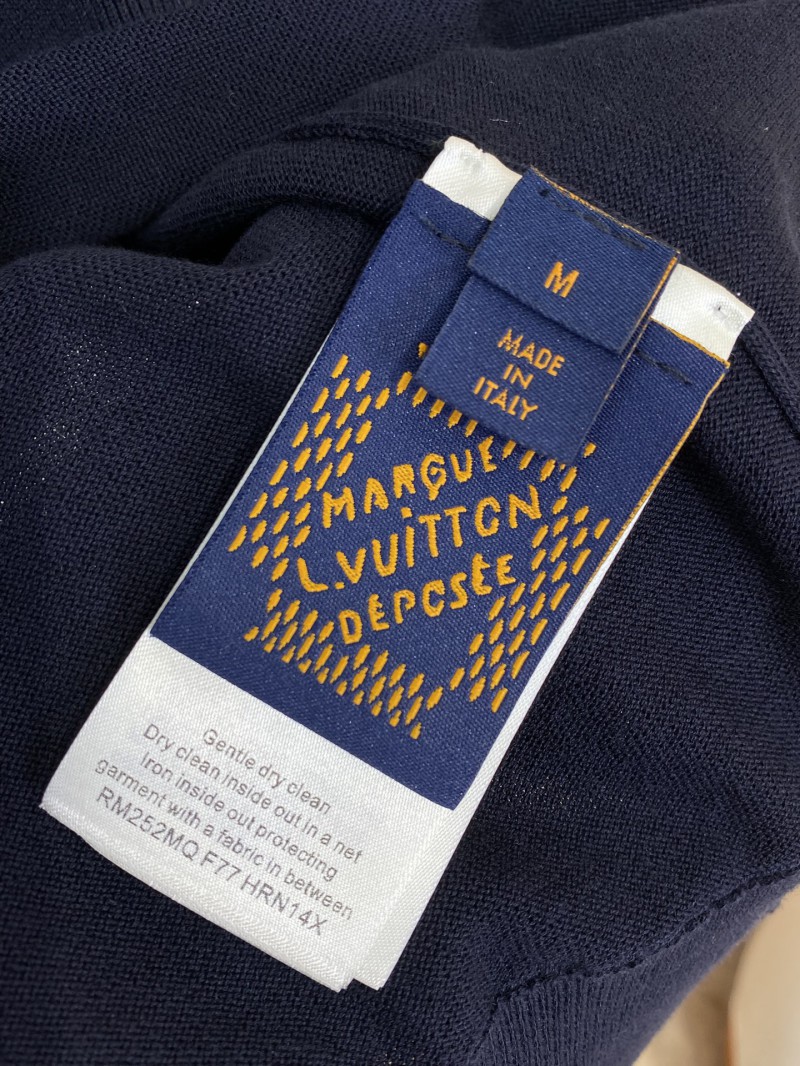 M
MADE
IN
ITALY
MARQUE
L.VUITTON
DÉPOSÉE
Gentle dry clean
Dry clean inside out in a net
Iron inside out protecting
garment with a fabric in between
RM252MQ F77 HRN14X